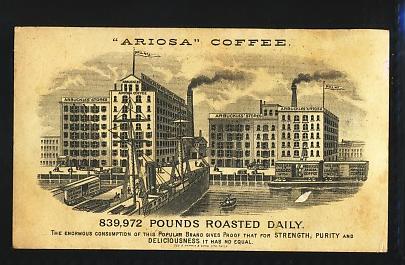 "ARIOSA" COFFEE.
ARBUCKLES' STORES
ARBUCKLES' STORES
ARBUCKLES' STORES
839,972 POUNDS ROASTED DAILY.
THE ENORMOUS CONSUMPTION OF THIS POPULAR BRAND GIVES PROOF THAT FOR STRENGTH, PURITY AND
DELICIOUSNESS IT HAS NO EQUAL.